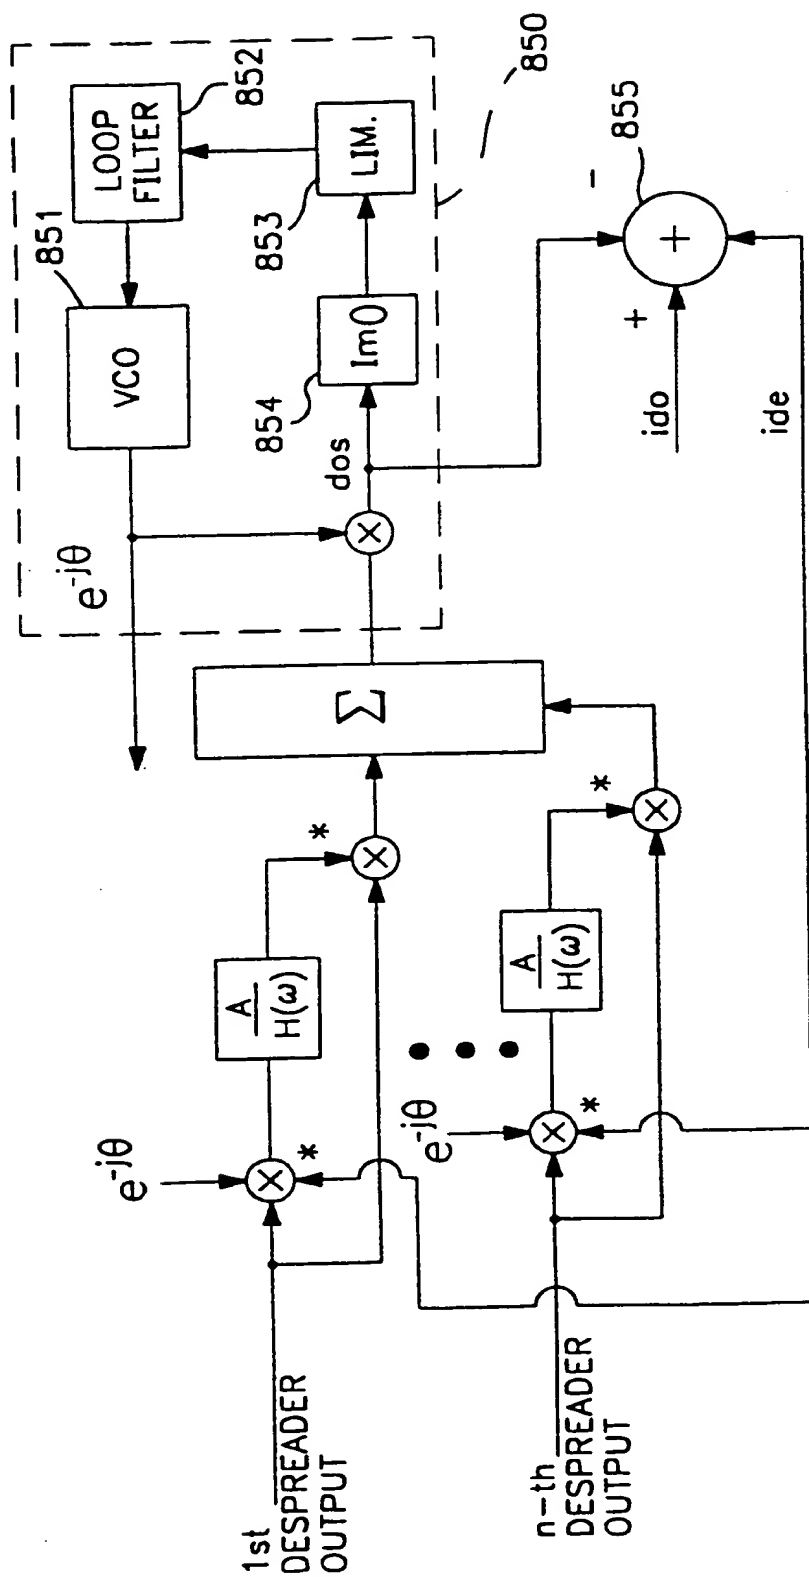 e^-jθ
851
VCO
LOOP
FILTER
852
e^-jθ
A
H(ω)
*
*
Σ
dos
854
Im()
853
LIM.
850
1st
DESPREADER
OUTPUT
e^-jθ
A
H(ω)
*
*
n-th
DESPREADER
OUTPUT
-
855
+
+
ido
ide